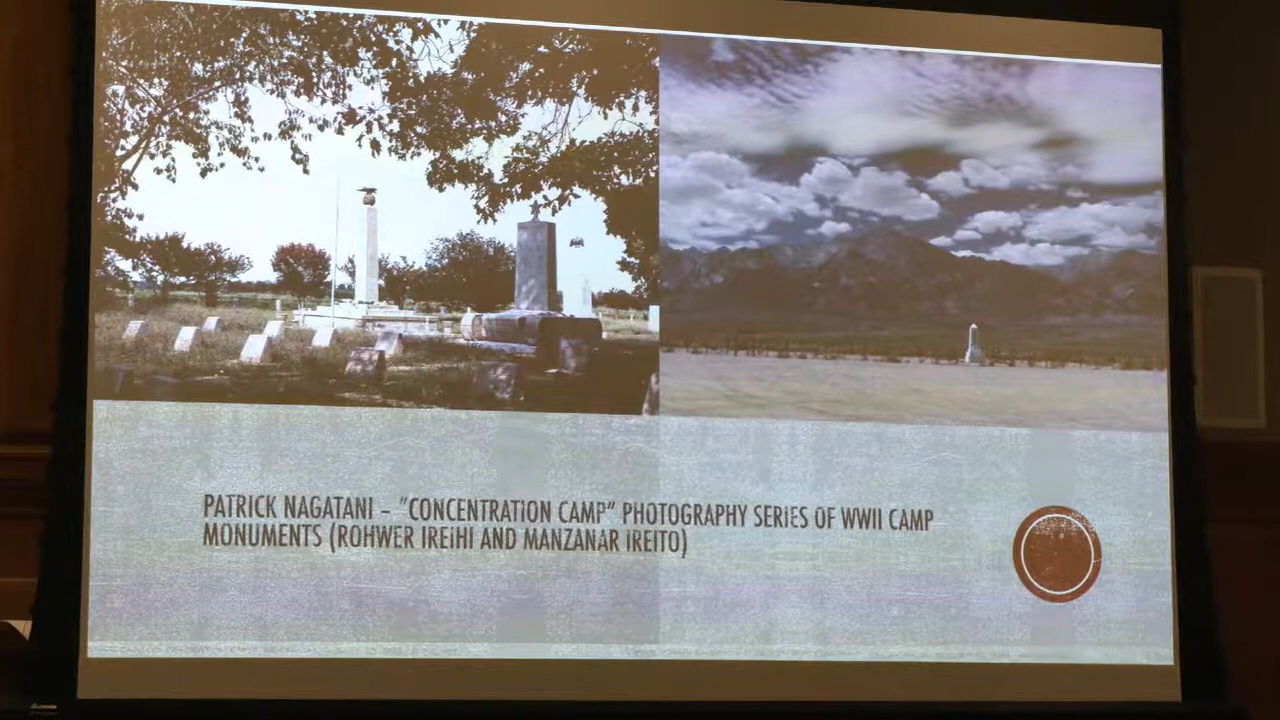 PATRICK NAGATANI – "CONCENTRATION CAMP" PHOTOGRAPHY SERIES OF WWII CAMP
MONUMENTS (ROHWER IREIHI AND MANZANAR IREITO)